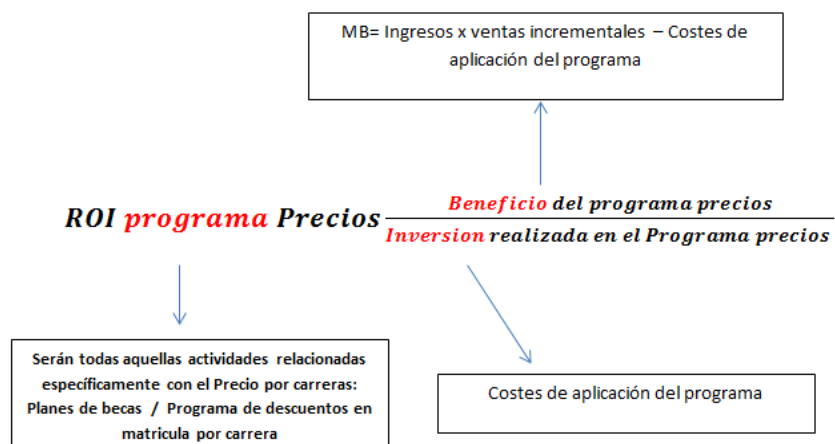 MB= Ingresos x ventas incrementales – Costes de
aplicación del programa
ROI programa Precios
Beneficio del programa precios
Inversion realizada en el Programa precios
Serán todas aquellas actividades relacionadas
específicamente con el Precio por carreras:
Planes de becas / Programa de descuentos en
matricula por carrera
Costes de aplicación del programa